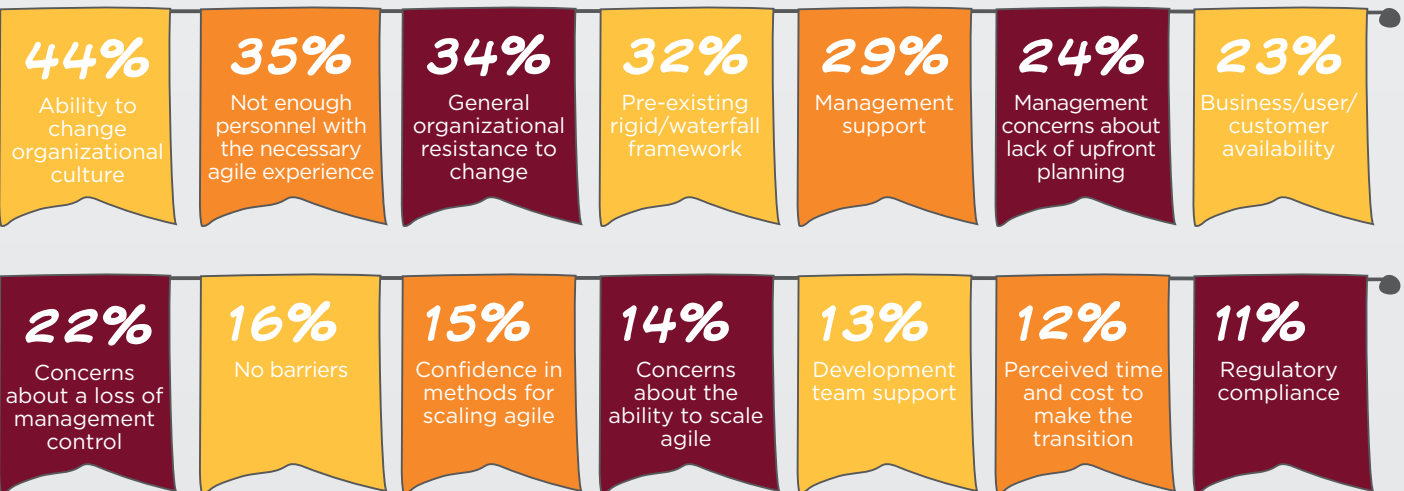 44%
Ability to
change
organizational
culture
35%
Not enough
personnel with
the necessary
agile experience
34%
General
organizational
resistance to
change
32%
Pre-existing
rigid/waterfall
framework
29%
Management
support
24%
Management
concerns about
lack of upfront
planning
23%
Business/user/
customer
availability
22%
Concerns
about a loss of
management
control
16%
No barriers
15%
Confidence in
methods for
scaling agile
14%
Concerns
about the
ability to scale
agile
13%
Development
team support
12%
Perceived time
and cost to
make the
transition
11%
Regulatory
compliance